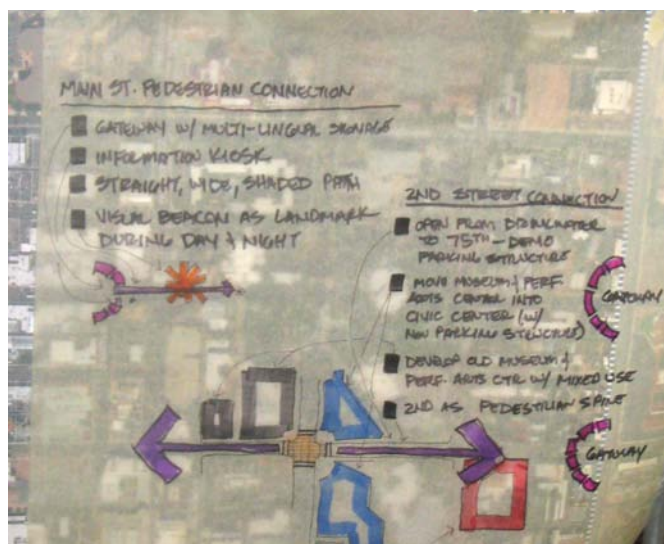 MAIN ST. PEDESTRIAN CONNECTION
GATEWAY W/ MULTI-LINGUAL SIGNAGE
INFORMATION KIOSK
STRAIGHT, WIDE, SHADED PATH
VISUAL BEACON AS LANDMARK
DURING DAY & NIGHT
2ND STREET CONNECTION
OPEN FROM DRINKWATER
TO 75TH - DEMO
PARKING STRUCTURE
MOVE MUSEUM & PERF
ARTS CENTER INTO
CIVIC CENTER (W/
NEW PARKING STRUCTURE)
GATEWAY
DEVELOP OLD MUSEUM &
PERF. ARTS CTR W/ MIXED USE
2ND AS PEDESTRIAN SPINE
GATEWAY